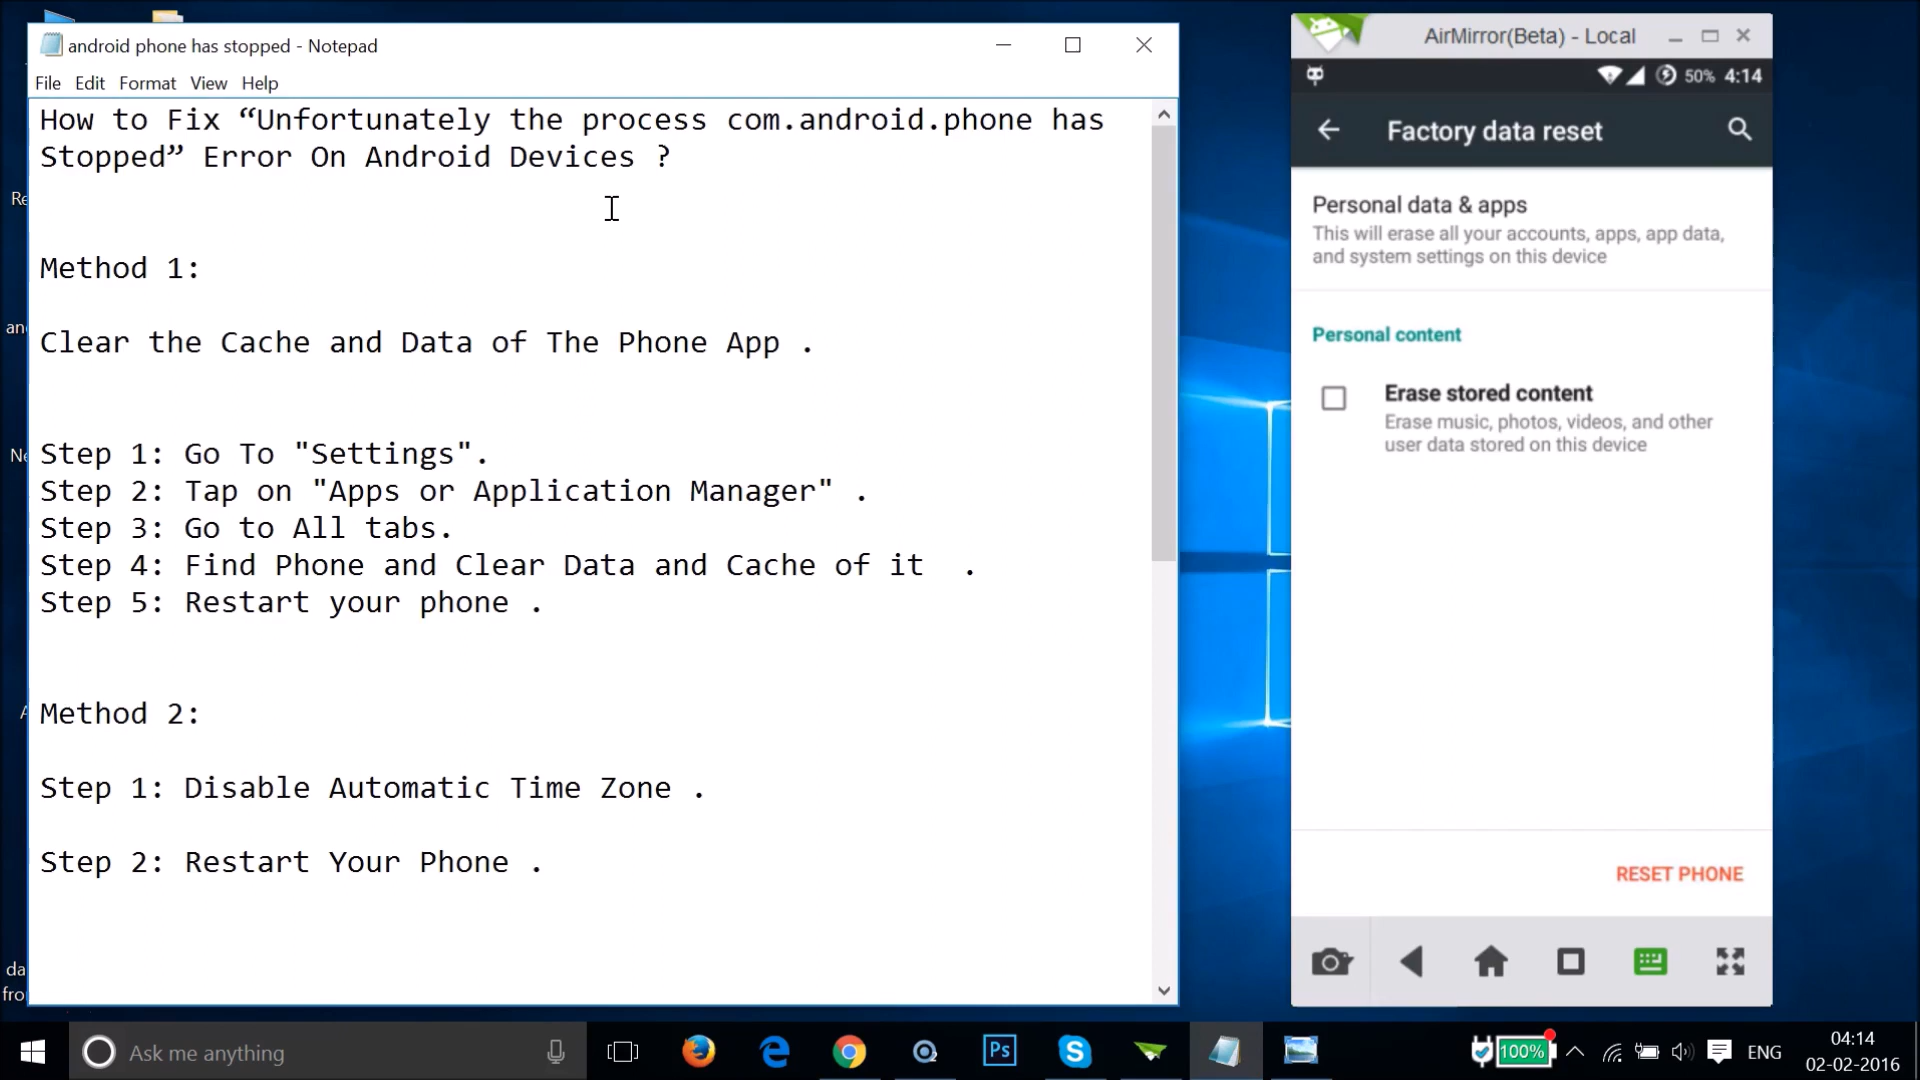 android phone has stopped - Notepad
File Edit Format View Help
How to Fix “Unfortunately the process com.android.phone has
Stopped” Error On Android Devices ?
Method 1:
Clear the Cache and Data of The Phone App .
Step 1: Go To "Settings".
Step 2: Tap on "Apps or Application Manager" .
Step 3: Go to All tabs.
Step 4: Find Phone and Clear Data and Cache of it  .
Step 5: Restart your phone .
Method 2:
Step 1: Disable Automatic Time Zone .
Step 2: Restart Your Phone .
AirMirror(Beta) - Local
50% 4:14
Factory data reset
Personal data & apps
This will erase all your accounts, apps, app data,
and system settings on this device
Personal content
Erase stored content
Erase music, photos, videos, and other
user data stored on this device
RESET PHONE
Re
Ne
da
fro
Ask me anything
Ps
100%
ENG
04:14
02-02-2016